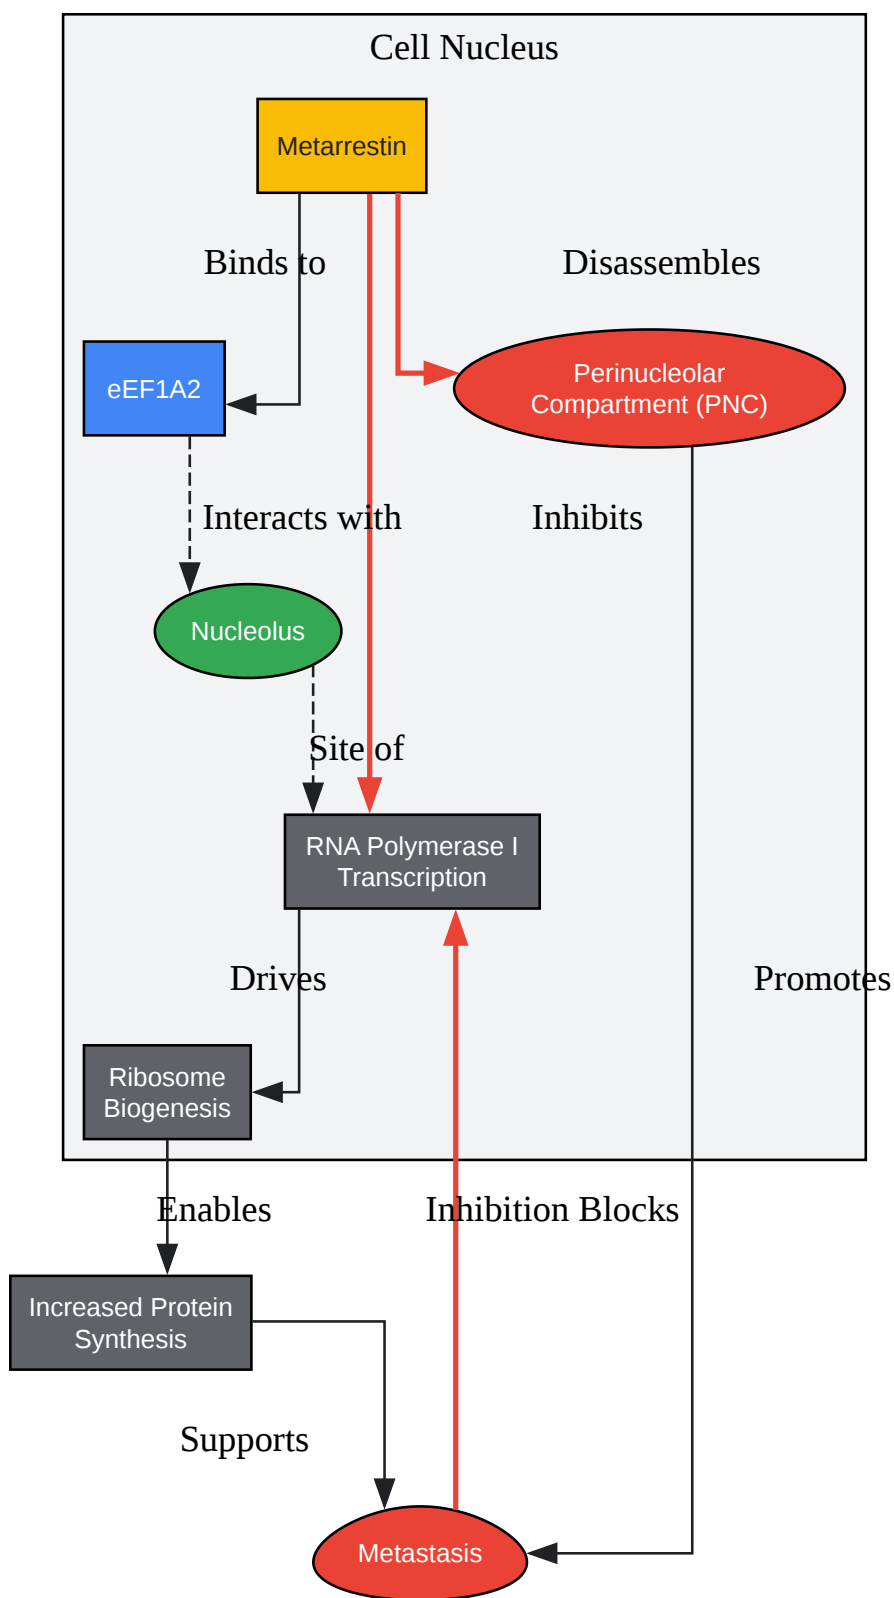 Cell Nucleus
Metarrestin
Binds to
Disassembles
eEF1A2
Perinucleolar
Compartment (PNC)
Interacts with
Inhibits
Nucleolus
Site of
RNA Polymerase I
Transcription
Drives
Promotes
Ribosome
Biogenesis
Enables
Inhibition Blocks
Increased Protein
Synthesis
Supports
Metastasis